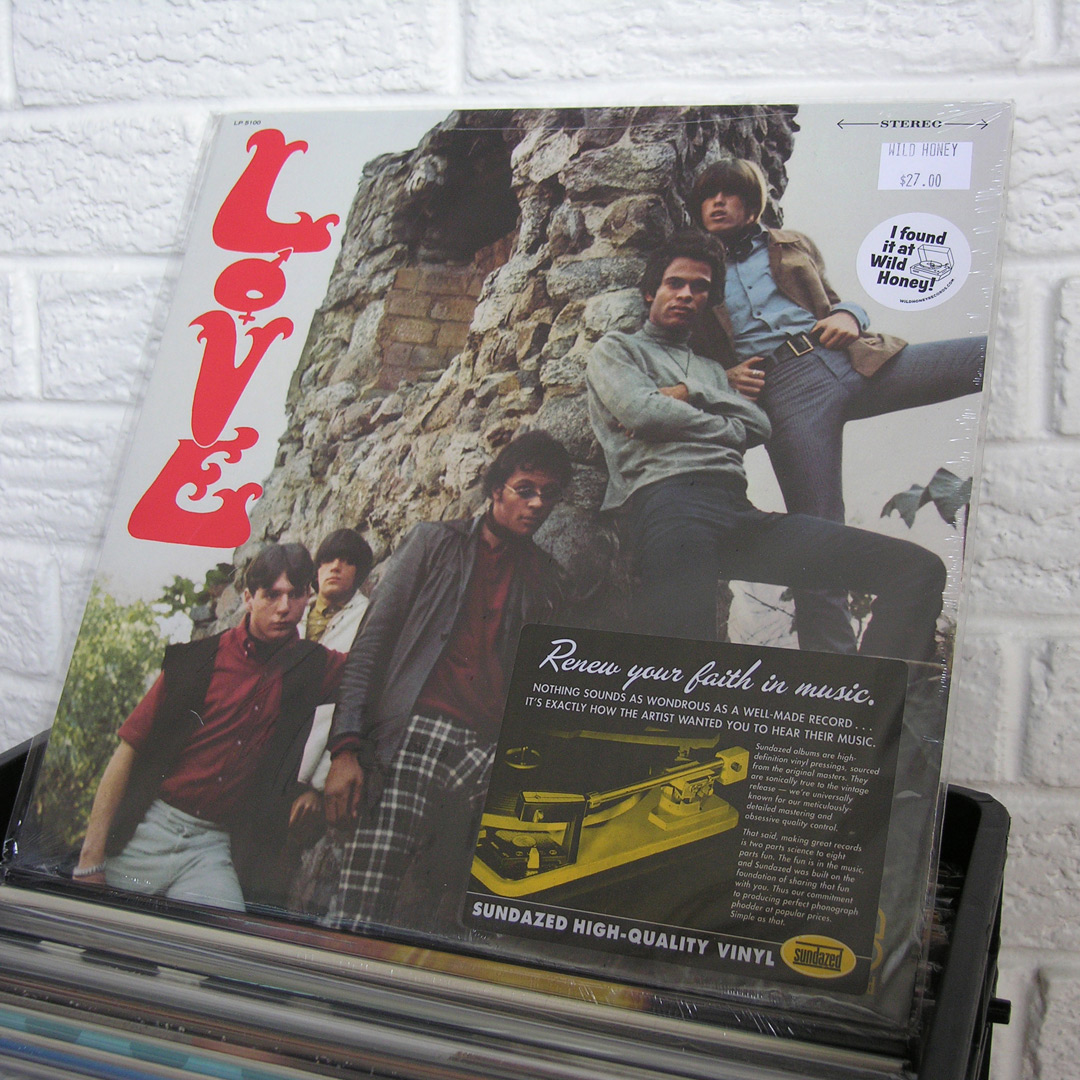 LP 5100
LOVE
STEREO
WILD HONEY
$27.00
I found
it at
Wild
Honey!
WILDHONEYRECORDS.COM
Renew your faith in music.
NOTHING SOUNDS AS WONDROUS AS A WELL-MADE RECORD...
IT'S EXACTLY HOW THE ARTIST WANTED YOU TO HEAR THEIR MUSIC.
Sundazed albums are high-
definition vinyl pressings, sourced
from the original masters. They
are sonically true to the vintage
release — we're universally
known for our meticulously-
detailed mastering and
obsessive quality control.
That said, making great records
is two parts science to eight
parts fun. The fun is in the music,
and Sundazed was built on the
foundation of sharing that fun
with you. Thus our commitment
to producing perfect phonograph
phodder at popular prices.
Simple as that.
SUNDAZED HIGH-QUALITY VINYL
sundazed